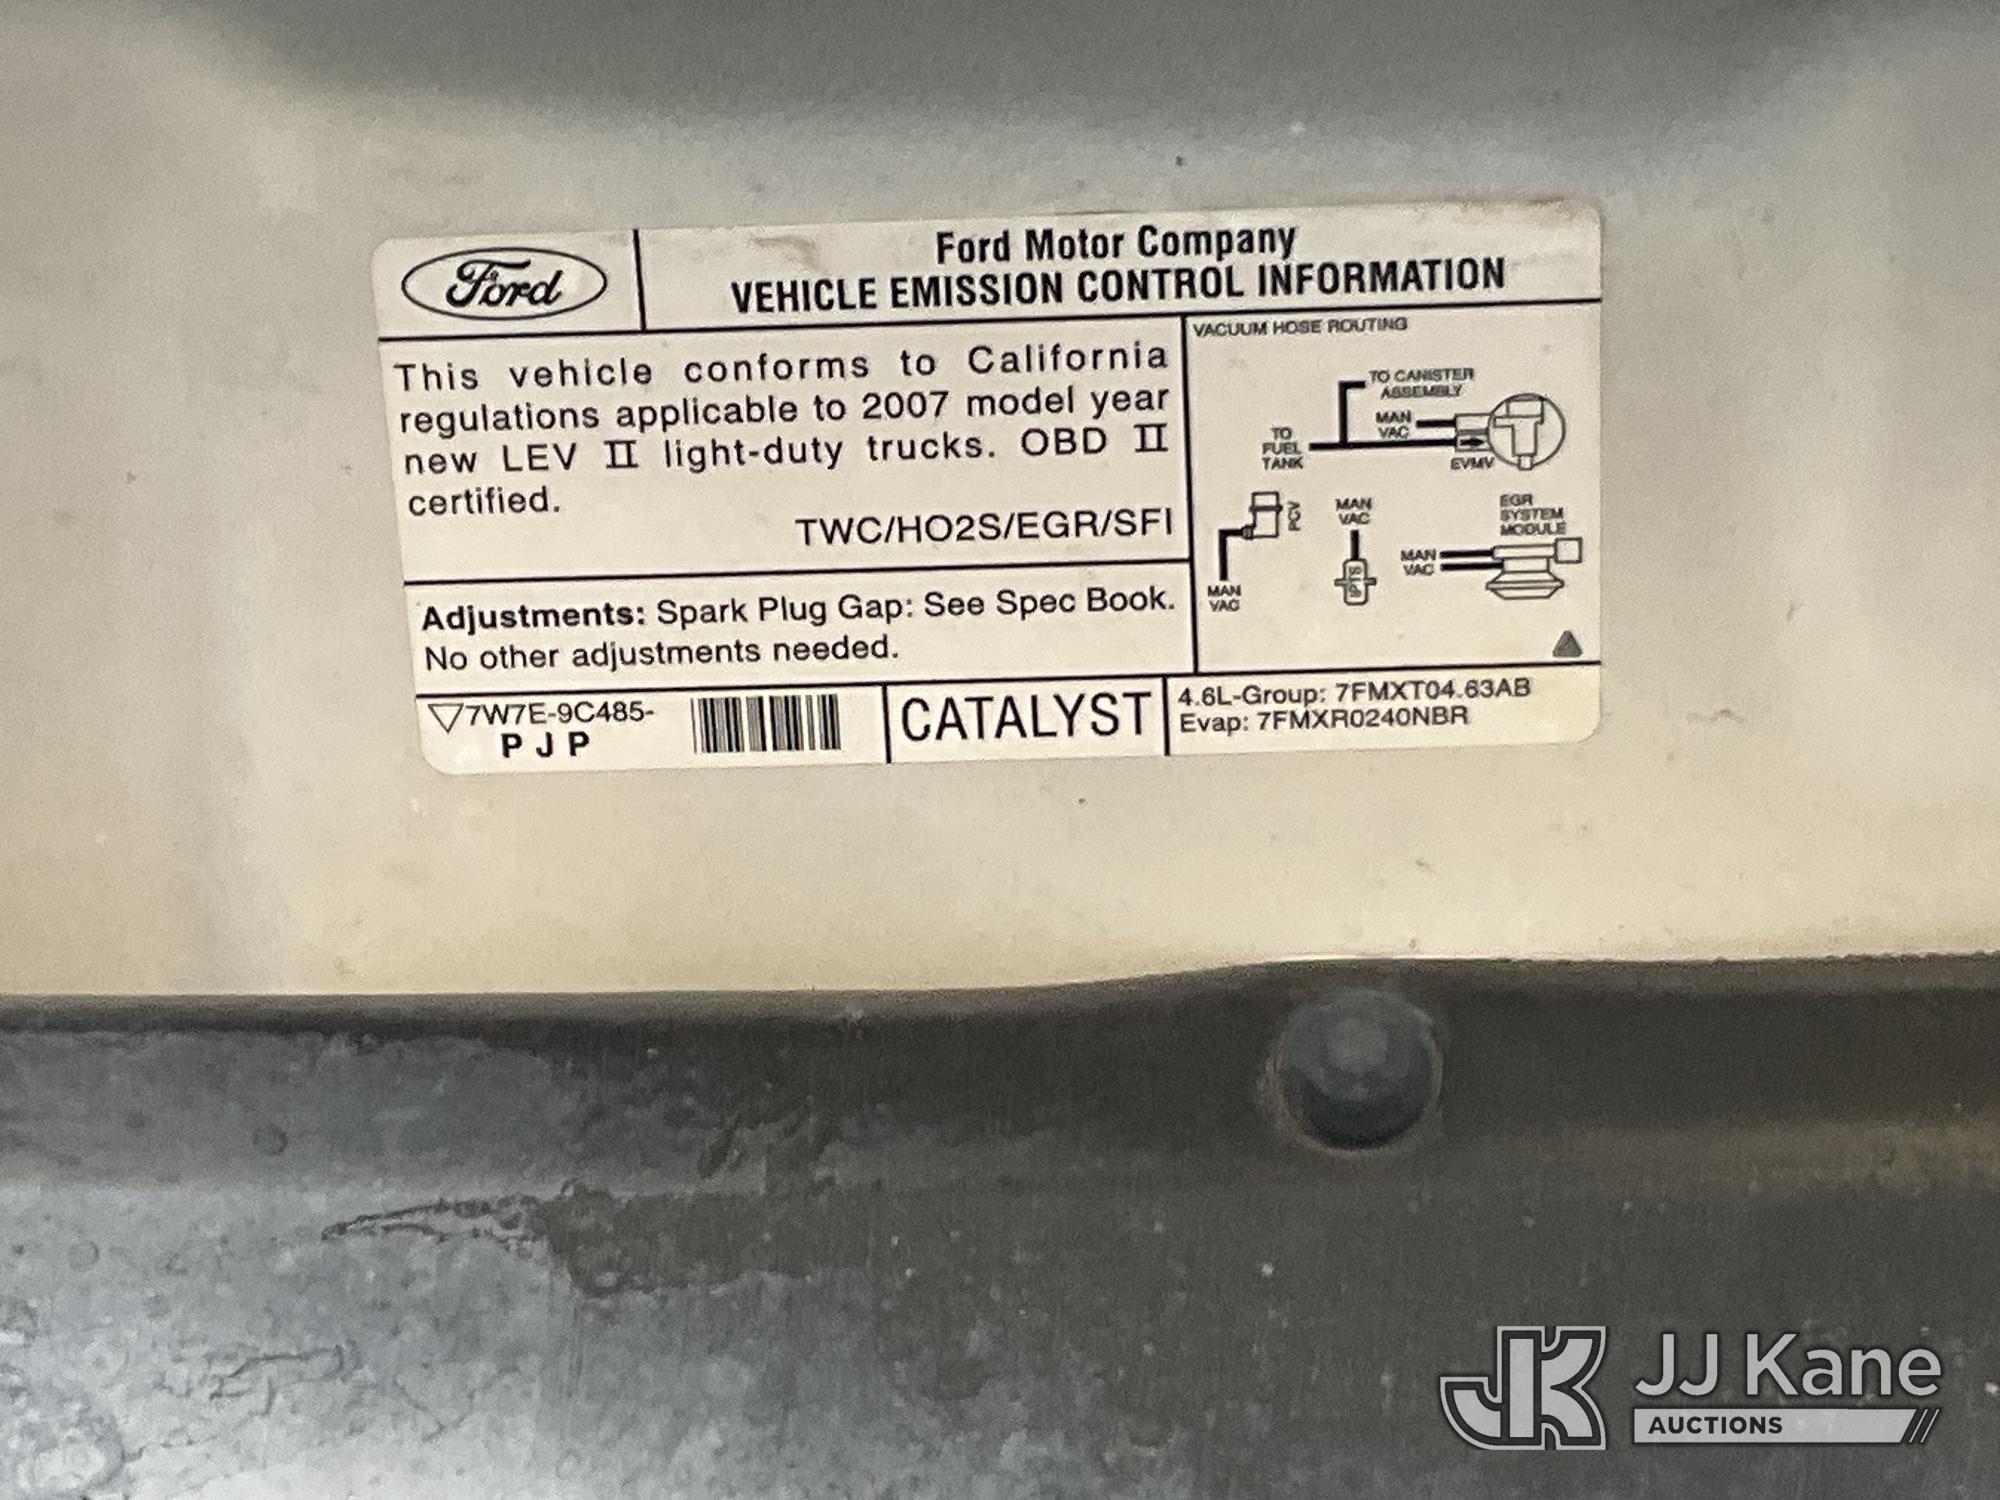 Ford
Ford Motor Company
VEHICLE EMISSION CONTROL INFORMATION
This vehicle conforms to California
regulations applicable to 2007 model year
new LEV II light-duty trucks. OBD II
certified.
TWC/HO2S/EGR/SFI
Adjustments: Spark Plug Gap: See Spec Book.
No other adjustments needed.
VACUUM HOSE ROUTING
TO CANISTER
ASSEMBLY
MAN
VAC
TO
FUEL
TANK
EVMV
PCV
MAN
VAC
MAN
VAC
EGR
SYSTEM
MODULE
MAN
VAC
7W7E-9C485-
P J P
CATALYST
4.6L-Group: 7FMXT04.63AB
Evap: 7FMXR0240NBR
JK
JJ Kane
AUCTIONS